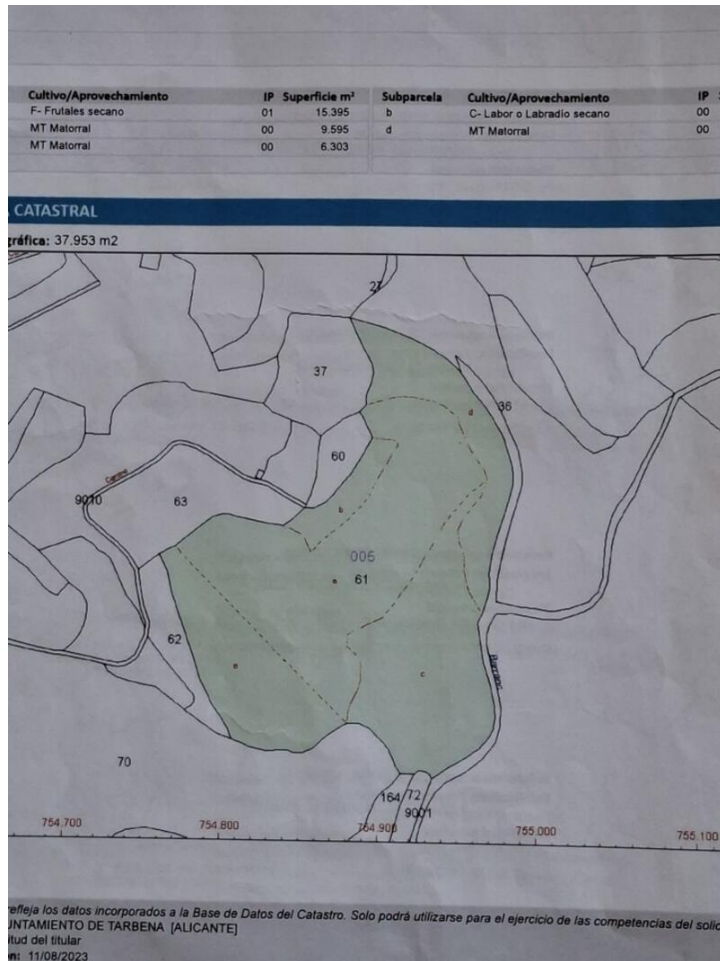 Cultivo/Aprovechamiento IP Superficie m² Subparcela Cultivo/Aprovechamiento IP
F- Frutales secano 01 15.395 b C- Labor o Labradio secano 00
MT Matorral 00 9.595 d MT Matorral 00
MT Matorral 00 6.303
CATASTRAL
gráfica: 37.953 m2
27
37
36
d
60
Camino
9010
63
b
005
a 61
62
e
c
Barranc
70
164 72
9001
754.700 754.800 754.900 755.000 755.100
refleja los datos incorporados a la Base de Datos del Catastro. Solo podrá utilizarse para el ejercicio de las competencias del solic
UNTAMIENTO DE TARBENA [ALICANTE]
itud del titular
n: 11/08/2023